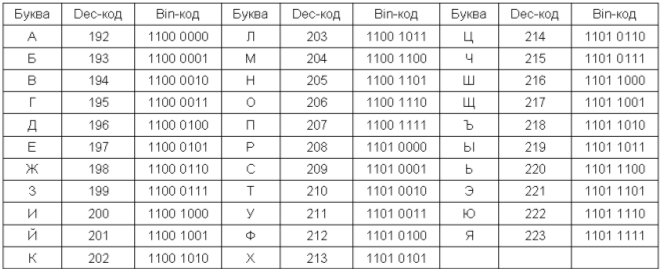 Буква Dec-код Bin-код Буква Dec-код Bin-код Буква Dec-код Bin-код
А 192 1100 0000 Л 203 1100 1011 Ц 214 1101 0110
Б 193 1100 0001 М 204 1100 1100 Ч 215 1101 0111
В 194 1100 0010 Н 205 1100 1101 Ш 216 1101 1000
Г 195 1100 0011 О 206 1100 1110 Щ 217 1101 1001
Д 196 1100 0100 П 207 1100 1111 Ъ 218 1101 1010
Е 197 1100 0101 Р 208 1101 0000 Ы 219 1101 1011
Ж 198 1100 0110 С 209 1101 0001 Ь 220 1101 1100
З 199 1100 0111 Т 210 1101 0010 Э 221 1101 1101
И 200 1100 1000 У 211 1101 0011 Ю 222 1101 1110
Й 201 1100 1001 Ф 212 1101 0100 Я 223 1101 1111
К 202 1100 1010 Х 213 1101 0101